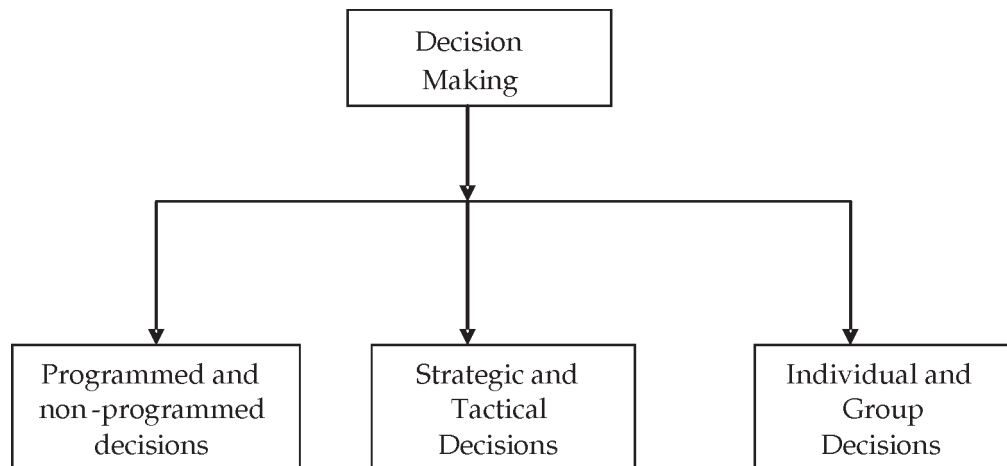 Decision
Making
Programmed and
non-programmed
decisions
Strategic and
Tactical
Decisions
Individual and
Group
Decisions